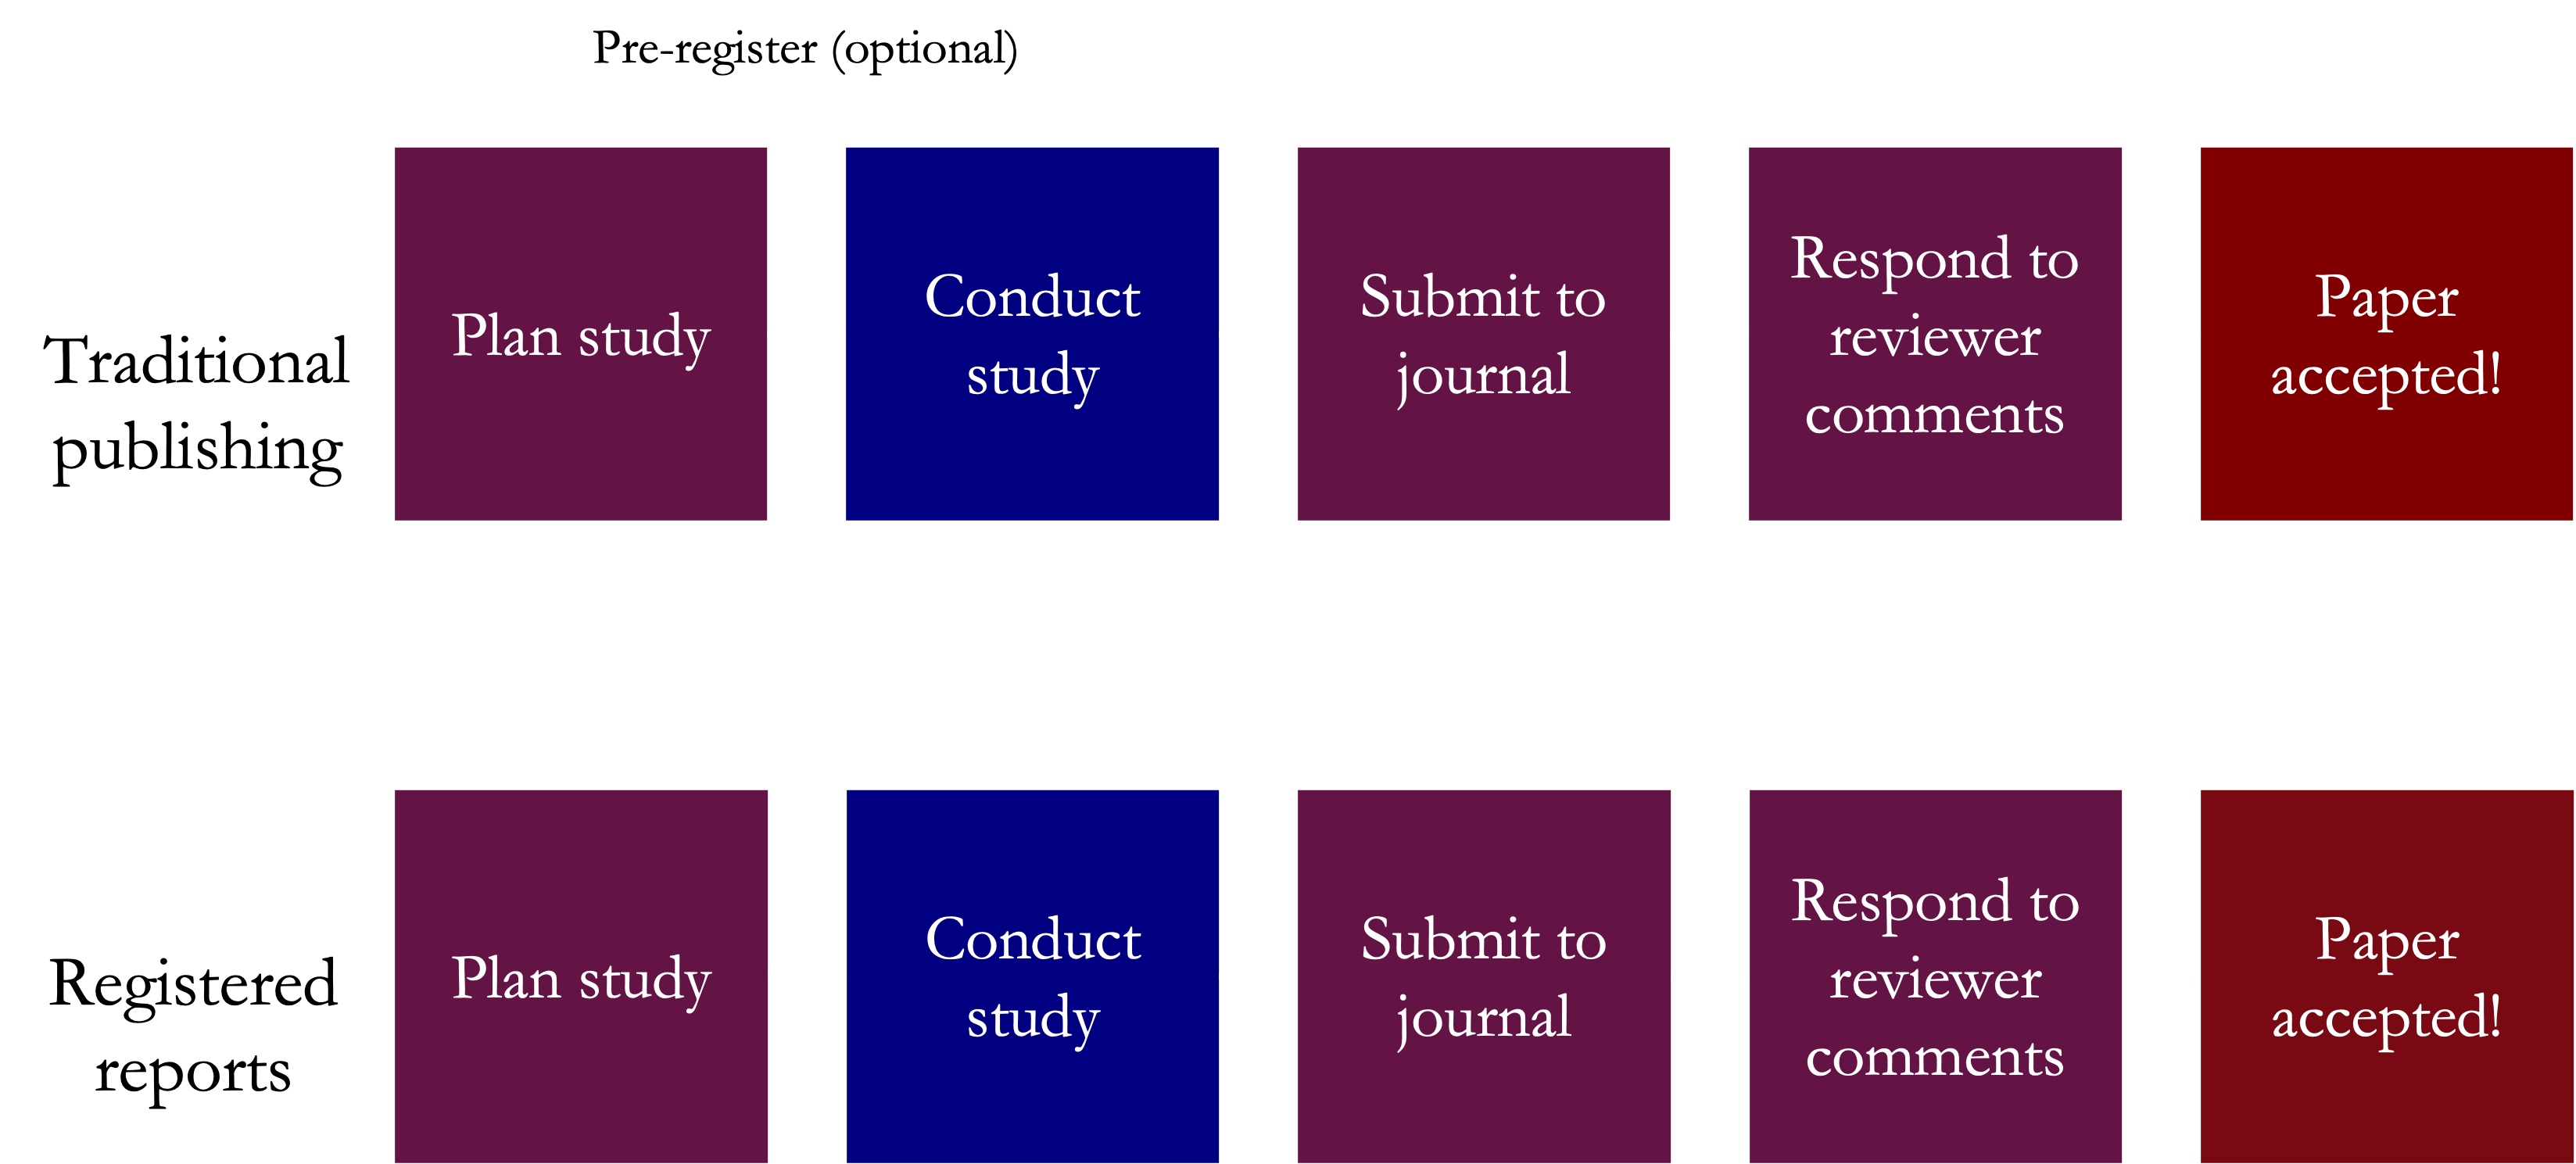 Pre-register (optional)
Traditional
publishing
Plan study
Conduct
study
Submit to
journal
Respond to
reviewer
comments
Paper
accepted!
Registered
reports
Plan study
Conduct
study
Submit to
journal
Respond to
reviewer
comments
Paper
accepted!